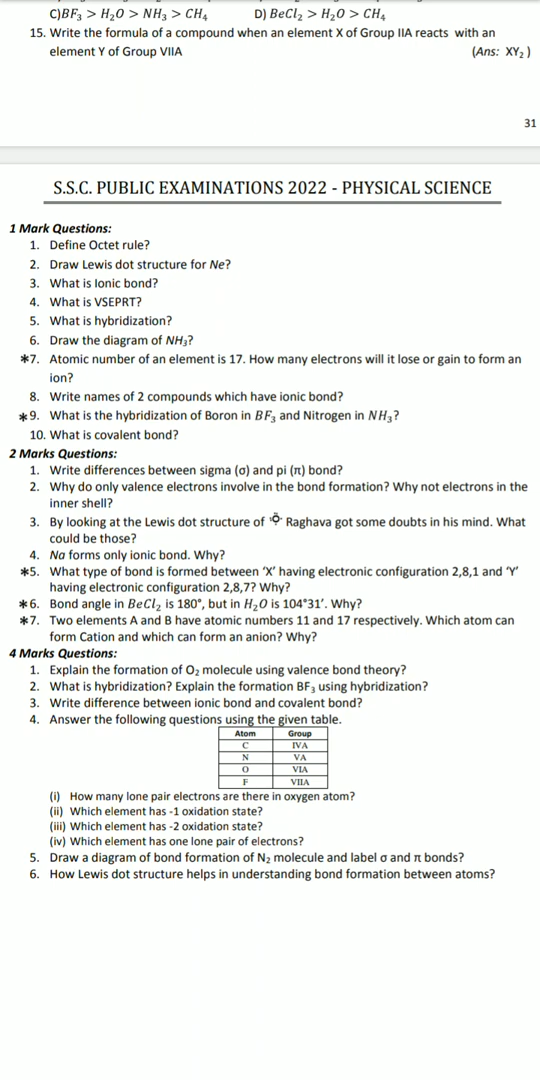 C)BF₃ > H₂O > NH₃ > CH₄ D) BeCl₂ > H₂O > CH₄
15. Write the formula of a compound when an element X of Group IIA reacts with an
element Y of Group VIIA (Ans: XY₂ )
31
S.S.C. PUBLIC EXAMINATIONS 2022 - PHYSICAL SCIENCE
1 Mark Questions:
1. Define Octet rule?
2. Draw Lewis dot structure for Ne?
3. What is Ionic bond?
4. What is VSEPRT?
5. What is hybridization?
6. Draw the diagram of NH₃?
*7. Atomic number of an element is 17. How many electrons will it lose or gain to form an
ion?
8. Write names of 2 compounds which have ionic bond?
*9. What is the hybridization of Boron in BF₃ and Nitrogen in NH₃?
10. What is covalent bond?
2 Marks Questions:
1. Write differences between sigma (σ) and pi (π) bond?
2. Why do only valence electrons involve in the bond formation? Why not electrons in the
inner shell?
3. By looking at the Lewis dot structure of ' O ' Raghava got some doubts in his mind. What
could be those?
4. Na forms only ionic bond. Why?
*5. What type of bond is formed between 'X' having electronic configuration 2,8,1 and 'Y'
having electronic configuration 2,8,7? Why?
*6. Bond angle in BeCl₂ is 180°, but in H₂O is 104°31′. Why?
*7. Two elements A and B have atomic numbers 11 and 17 respectively. Which atom can
form Cation and which can form an anion? Why?
4 Marks Questions:
1. Explain the formation of O₂ molecule using valence bond theory?
2. What is hybridization? Explain the formation BF₃ using hybridization?
3. Write difference between ionic bond and covalent bond?
4. Answer the following questions using the given table.
Atom Group
C IVA
N VA
O VIA
F VIIA
(i) How many lone pair electrons are there in oxygen atom?
(ii) Which element has -1 oxidation state?
(iii) Which element has -2 oxidation state?
(iv) Which element has one lone pair of electrons?
5. Draw a diagram of bond formation of N₂ molecule and label σ and π bonds?
6. How Lewis dot structure helps in understanding bond formation between atoms?